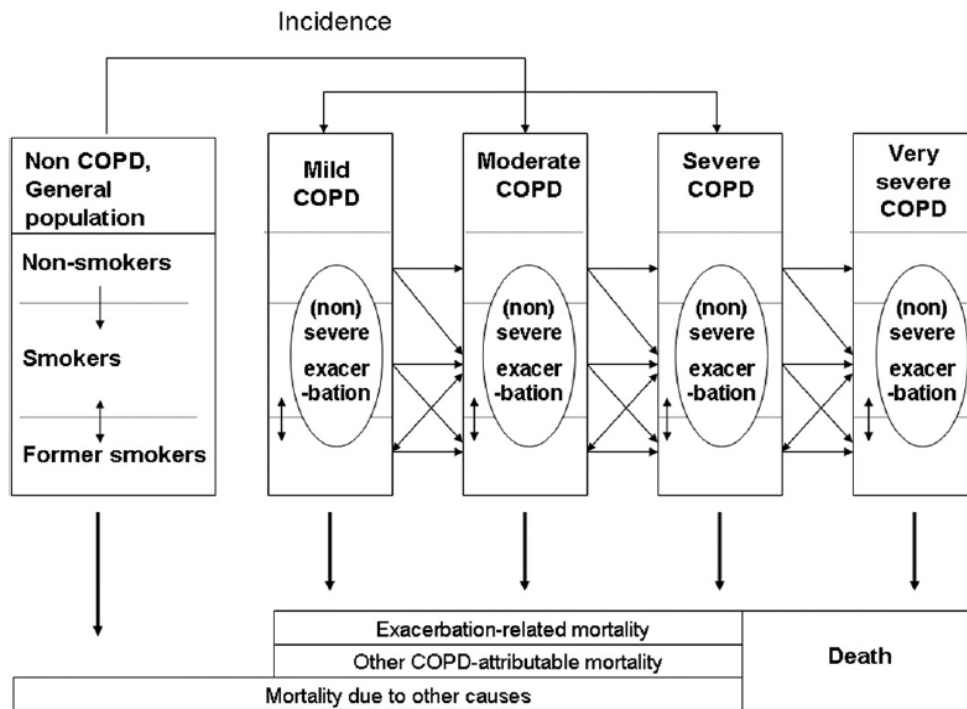 Incidence
Non COPD,
General
population
Non-smokers
Smokers
Former smokers
Mild
COPD
(non)
severe
exacer
-bation
Moderate
COPD
(non)
severe
exacer
-bation
Severe
COPD
(non)
severe
exacer
-bation
Very
severe
COPD
(non)
severe
exacer
-bation
Exacerbation-related mortality
Other COPD-attributable mortality
Mortality due to other causes
Death